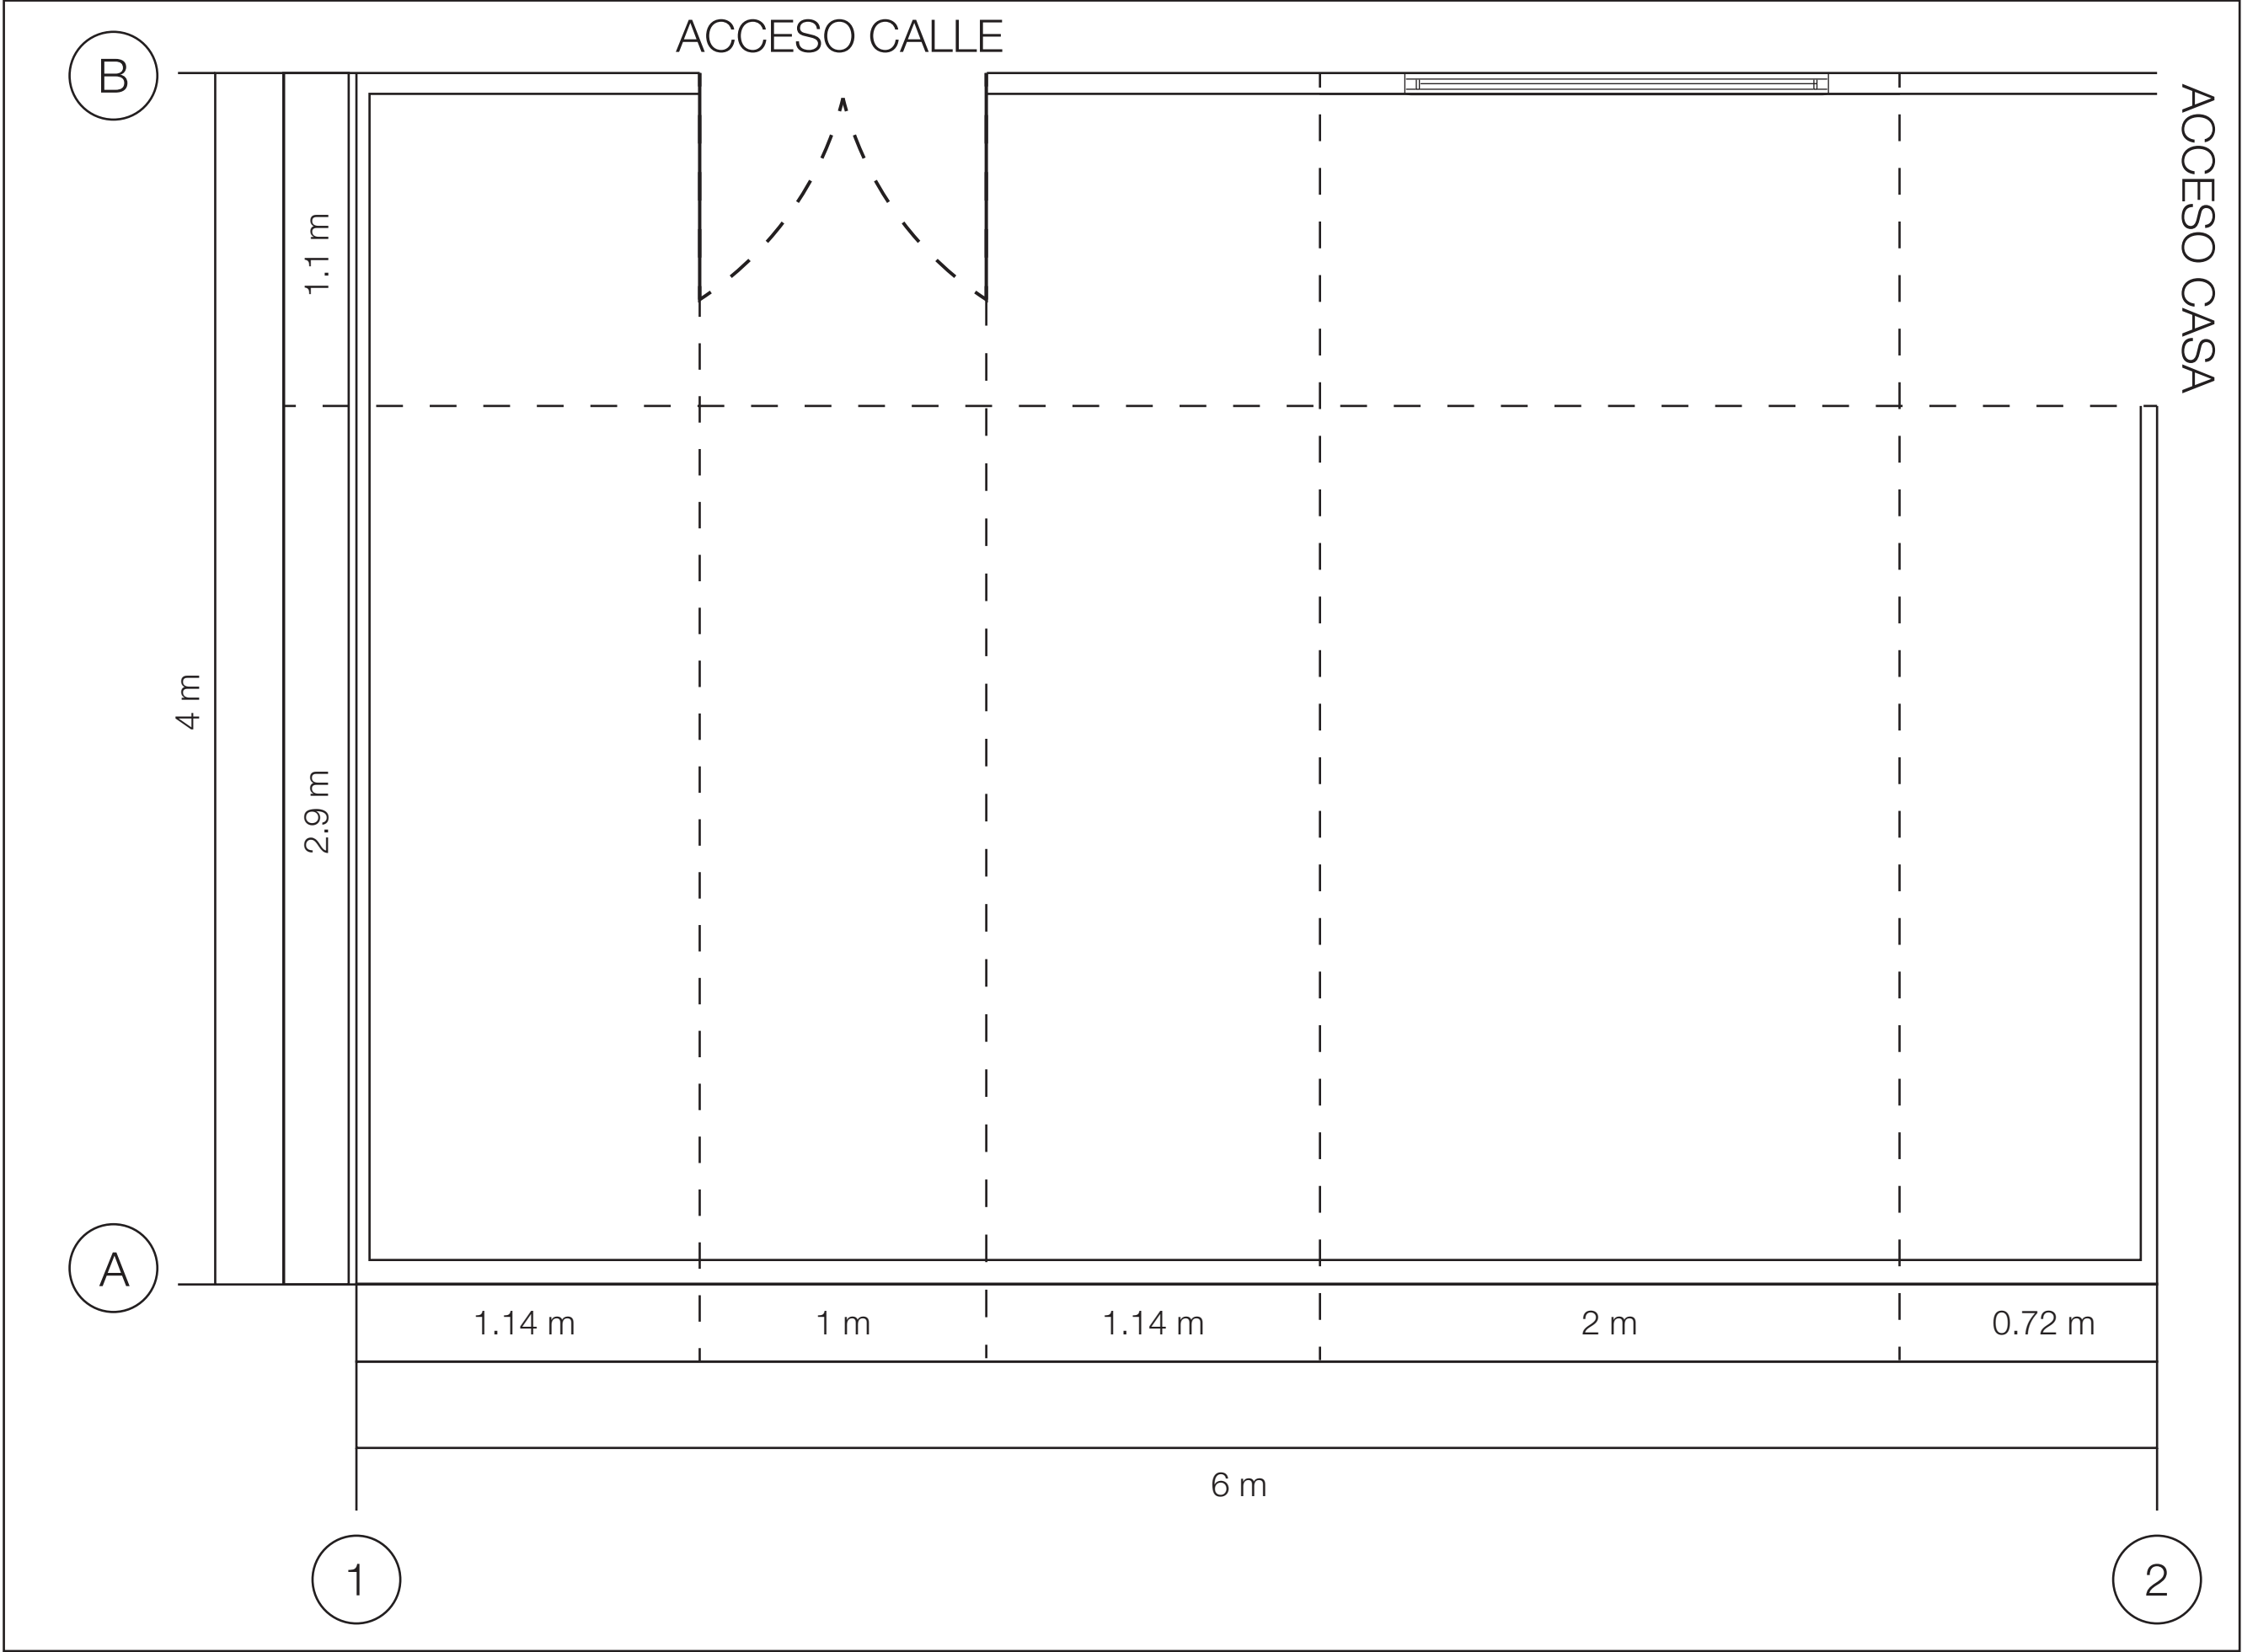 ACCESO CALLE
B
ACCESO CASA
1.1 m
4 m
2.9 m
A
1.14 m
1 m
1.14 m
2 m
0.72 m
6 m
1
2